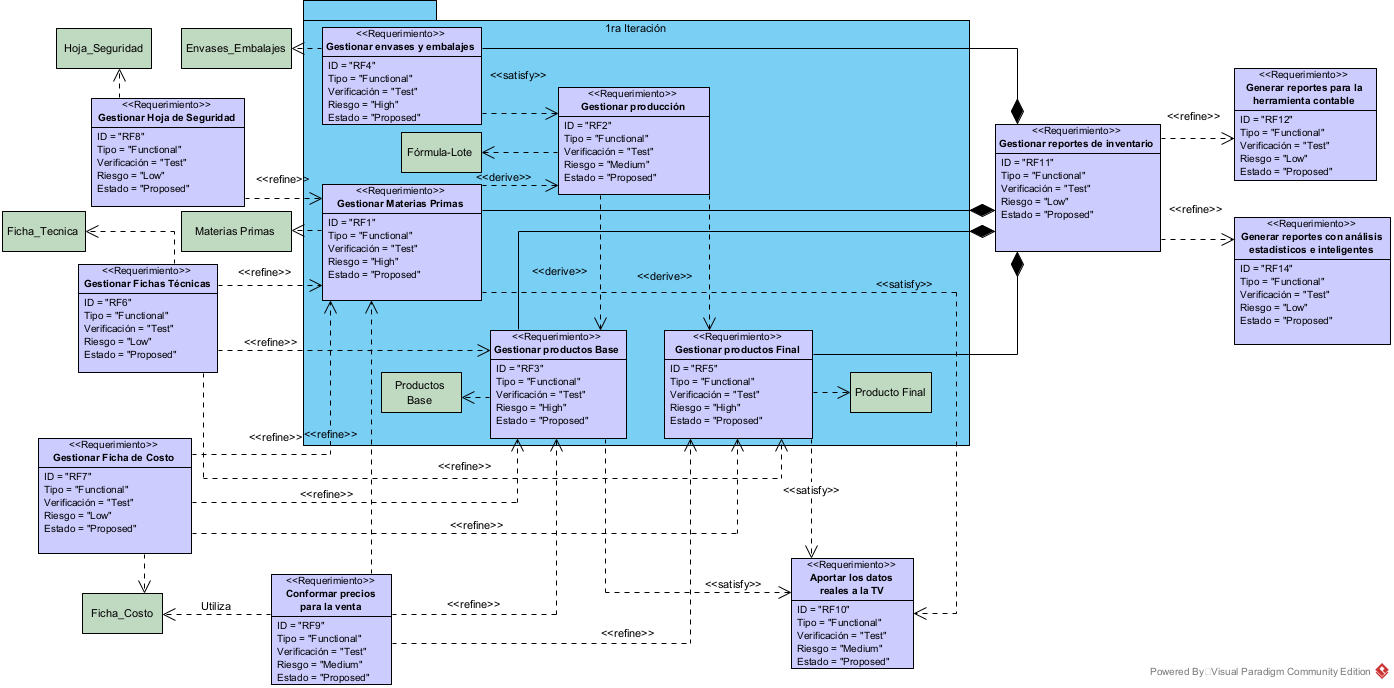 1ra Iteración
Hoja_Seguridad
Envases_Embalajes
<<Requerimiento>>
Gestionar envases y embalajes
ID = "RF4"
Tipo = "Functional"
Verificación = "Test"
Riesgo = "High"
Estado = "Proposed"
<<satisfy>>
<<Requerimiento>>
Gestionar producción
ID = "RF2"
Tipo = "Functional"
Verificación = "Test"
Riesgo = "Medium"
Estado = "Proposed"
<<Requerimiento>>
Generar reportes para la
herramienta contable
ID = "RF12"
Tipo = "Functional"
Verificación = "Test"
Riesgo = "Low"
Estado = "Proposed"
<<refine>>
<<Requerimiento>>
Gestionar Hoja de Seguridad
ID = "RF8"
Tipo = "Functional"
Verificación = "Test"
Riesgo = "Low"
Estado = "Proposed"
<<refine>>
Fórmula-Lote
<<derive>>
<<Requerimiento>>
Gestionar reportes de inventario
ID = "RF11"
Tipo = "Functional"
Verificación = "Test"
Riesgo = "Low"
Estado = "Proposed"
<<refine>>
<<Requerimiento>>
Gestionar Materias Primas
ID = "RF1"
Tipo = "Functional"
Verificación = "Test"
Riesgo = "High"
Estado = "Proposed"
Ficha_Tecnica
Materias Primas
<<Requerimiento>>
Generar reportes con análisis
estadísticos e inteligentes
ID = "RF14"
Tipo = "Functional"
Verificación = "Test"
Riesgo = "Low"
Estado = "Proposed"
<<Requerimiento>>
Gestionar Fichas Técnicas
ID = "RF6"
Tipo = "Functional"
Verificación = "Test"
Riesgo = "Low"
Estado = "Proposed"
<<refine>>
<<derive>>
<<derive>>
<<satisfy>>
<<refine>>
<<Requerimiento>>
Gestionar productos Base
ID = "RF3"
Tipo = "Functional"
Verificación = "Test"
Riesgo = "High"
Estado = "Proposed"
<<Requerimiento>>
Gestionar productos Final
ID = "RF5"
Tipo = "Functional"
Verificación = "Test"
Riesgo = "High"
Estado = "Proposed"
Productos
Base
Producto Final
<<refine>>
<<refine>>
<<Requerimiento>>
Gestionar Ficha de Costo
ID = "RF7"
Tipo = "Functional"
Verificación = "Test"
Riesgo = "Low"
Estado = "Proposed"
<<refine>>
<<refine>>
<<satisfy>>
<<refine>>
<<Requerimiento>>
Aportar los datos
reales a la TV
ID = "RF10"
Tipo = "Functional"
Verificación = "Test"
Riesgo = "Medium"
Estado = "Proposed"
<<satisfy>>
<<Requerimiento>>
Conformar precios
para la venta
ID = "RF9"
Tipo = "Functional"
Verificación = "Test"
Riesgo = "Medium"
Estado = "Proposed"
Ficha_Costo
Utiliza
<<refine>>
<<refine>>
Powered By Visual Paradigm Community Edition